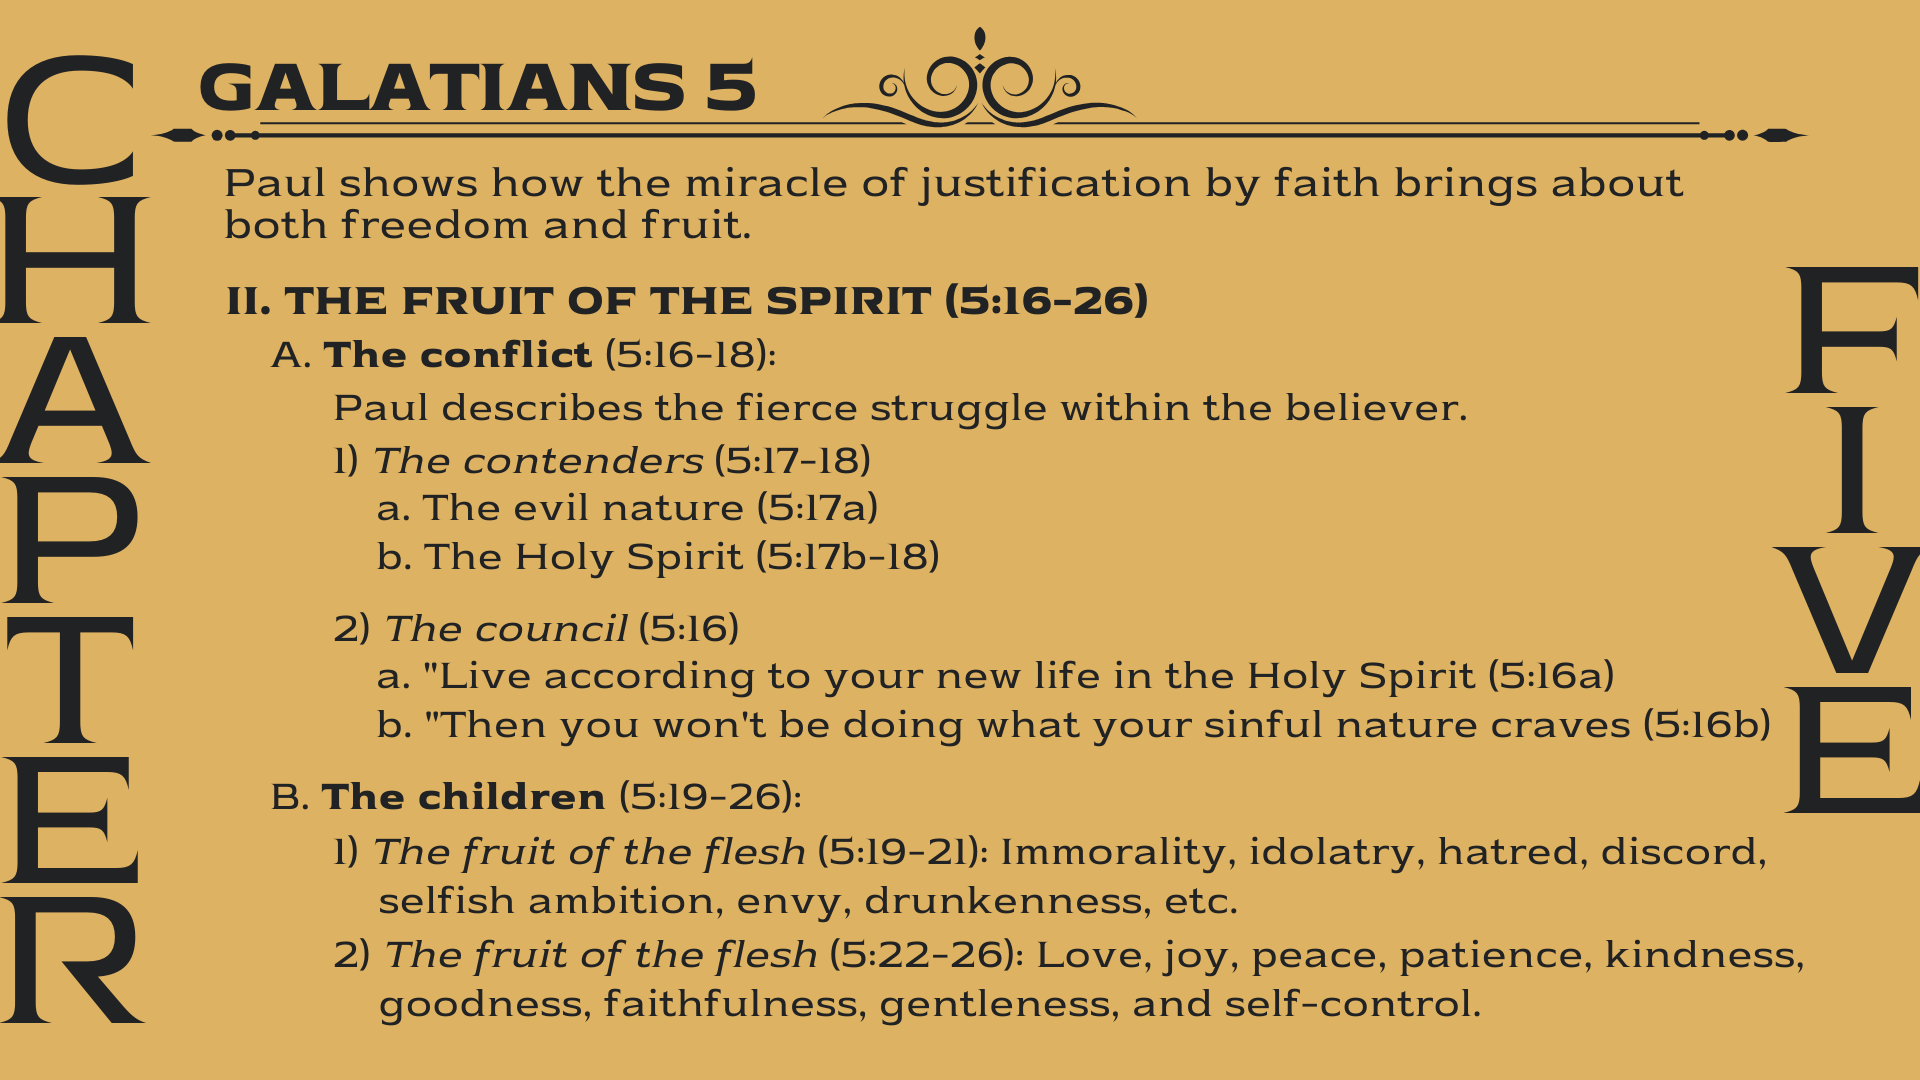 CHAPTER
GALATIANS 5
Paul shows how the miracle of justification by faith brings about
both freedom and fruit.
II. THE FRUIT OF THE SPIRIT (5:16-26)
A. The conflict (5:16-18):
Paul describes the fierce struggle within the believer.
1) The contenders (5:17-18)
a. The evil nature (5:17a)
b. The Holy Spirit (5:17b-18)
2) The council (5:16)
a. "Live according to your new life in the Holy Spirit (5:16a)
b. "Then you won't be doing what your sinful nature craves (5:16b)
B. The children (5:19-26):
1) The fruit of the flesh (5:19-21): Immorality, idolatry, hatred, discord,
selfish ambition, envy, drunkenness, etc.
2) The fruit of the flesh (5:22-26): Love, joy, peace, patience, kindness,
goodness, faithfulness, gentleness, and self-control.
FIVE